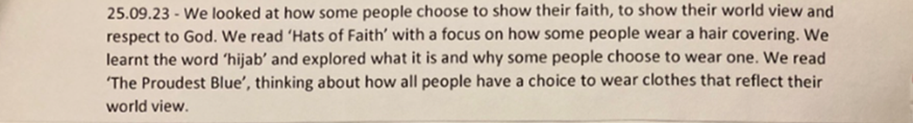 25.09.23 - We looked at how some people choose to show their faith, to show their world view and
respect to God. We read ‘Hats of Faith’ with a focus on how some people wear a hair covering. We
learnt the word ‘hijab’ and explored what it is and why some people choose to wear one. We read
‘The Proudest Blue’, thinking about how all people have a choice to wear clothes that reflect their
world view.